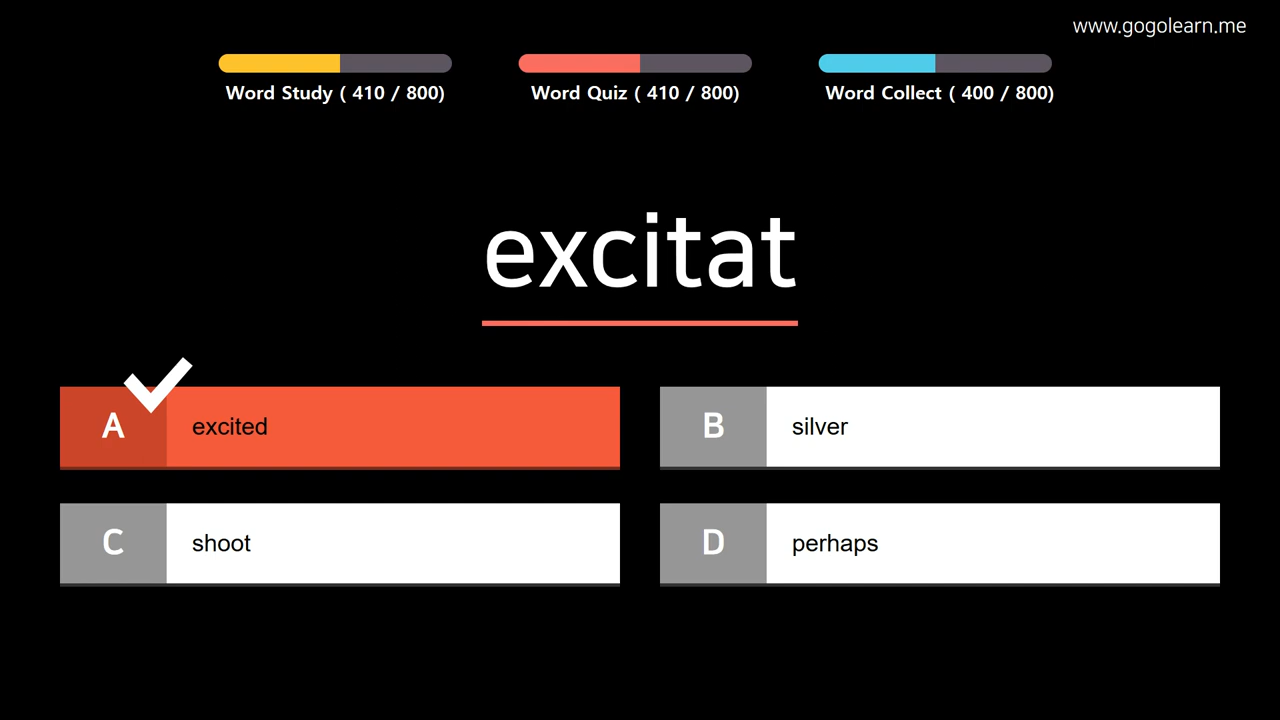 www.gogolearn.me
Word Study ( 410 / 800)
Word Quiz ( 410 / 800)
Word Collect ( 400 / 800)
excitat
A excited
B silver
C shoot
D perhaps